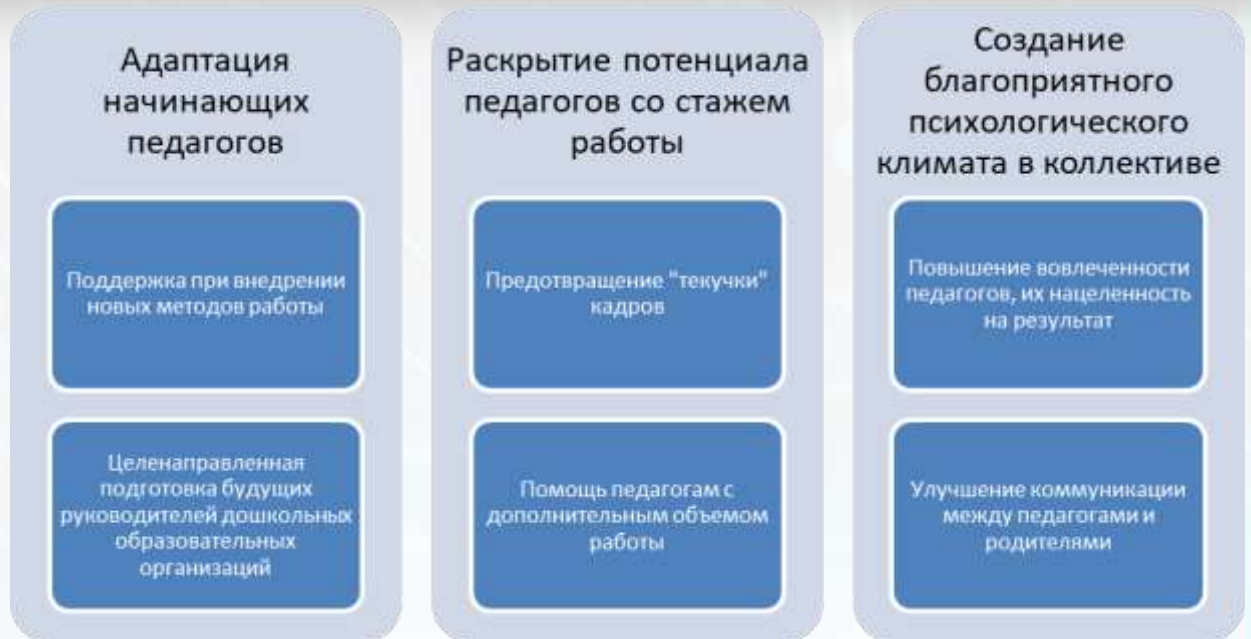 Адаптация
начинающих
педагогов
Поддержка при внедрении
новых методов работы
Целенаправленная
подготовка будущих
руководителей дошкольных
образовательных
организаций
Раскрытие потенциала
педагогов со стажем
работы
Предотвращение "текучки"
кадров
Помощь педагогам с
дополнительным объемом
работы
Создание
благоприятного
психологического
климата в коллективе
Повышение вовлеченности
педагогов, их нацеленность
на результат
Улучшение коммуникации
между педагогами и
родителями